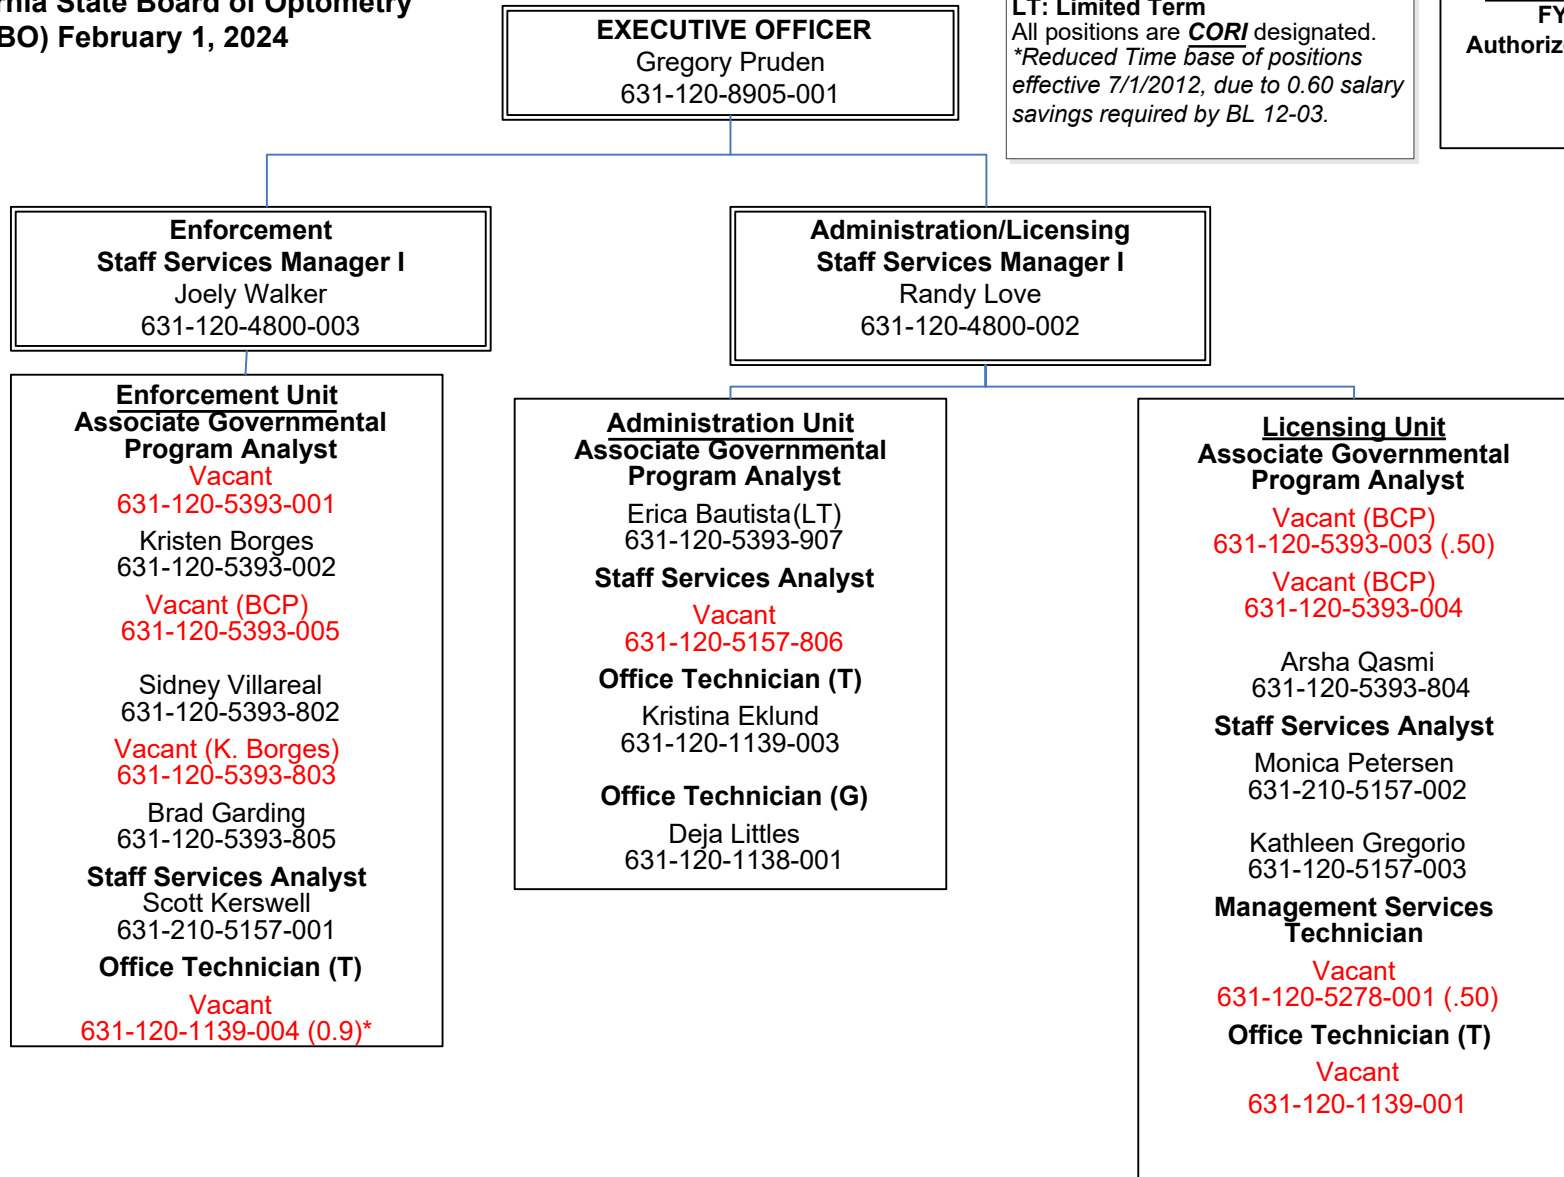 rnia State Board of Optometry
BO) February 1, 2024
EXECUTIVE OFFICER
Gregory Pruden
631-120-8905-001
LT: Limited Term
All positions are CORI designated.
*Reduced Time base of positions
effective 7/1/2012, due to 0.60 salary
savings required by BL 12-03.
FY
Authoriz
Enforcement
Staff Services Manager I
Joely Walker
631-120-4800-003
Administration/Licensing
Staff Services Manager I
Randy Love
631-120-4800-002
Enforcement Unit
Associate Governmental
Program Analyst
Vacant
631-120-5393-001
Kristen Borges
631-120-5393-002
Vacant (BCP)
631-120-5393-005
Sidney Villareal
631-120-5393-802
Vacant (K. Borges)
631-120-5393-803
Brad Garding
631-120-5393-805
Staff Services Analyst
Scott Kerswell
631-210-5157-001
Office Technician (T)
Vacant
631-120-1139-004 (0.9)*
Administration Unit
Associate Governmental
Program Analyst
Erica Bautista(LT)
631-120-5393-907
Staff Services Analyst
Vacant
631-120-5157-806
Office Technician (T)
Kristina Eklund
631-120-1139-003
Office Technician (G)
Deja Littles
631-120-1138-001
Licensing Unit
Associate Governmental
Program Analyst
Vacant (BCP)
631-120-5393-003 (.50)
Vacant (BCP)
631-120-5393-004
Arsha Qasmi
631-120-5393-804
Staff Services Analyst
Monica Petersen
631-210-5157-002
Kathleen Gregorio
631-120-5157-003
Management Services
Technician
Vacant
631-120-5278-001 (.50)
Office Technician (T)
Vacant
631-120-1139-001